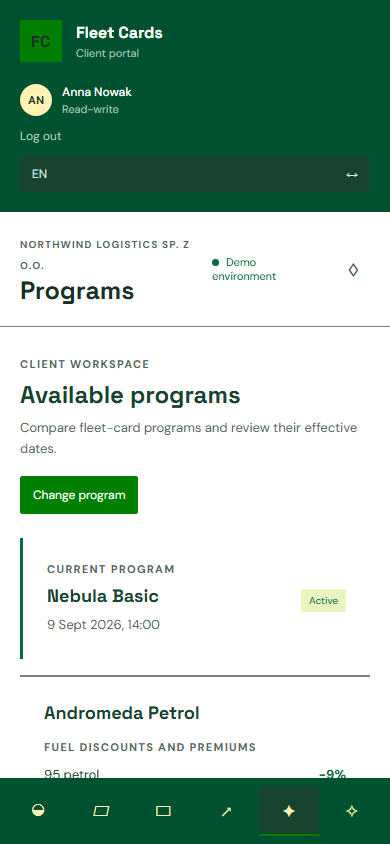 FC
Fleet Cards
Client portal
AN
Anna Nowak
Read-write
Log out
EN
NORTHWIND LOGISTICS SP. Z
O.O.
Programs
Demo
environment
CLIENT WORKSPACE
Available programs
Compare fleet-card programs and review their effective
dates.
Change program
CURRENT PROGRAM
Nebula Basic
9 Sept 2026, 14:00
Active
Andromeda Petrol
FUEL DISCOUNTS AND PREMIUMS
95 petrol -9%